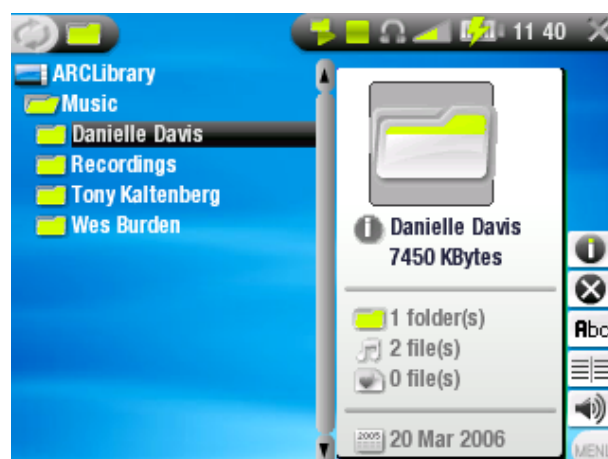 11 40
ARCLibrary
Music
Danielle Davis
Recordings
Tony Kaltenberg
Wes Burden
Danielle Davis
7450 KBytes
1 folder(s)
2 file(s)
0 file(s)
2005
20 Mar 2006
Abc
MENU